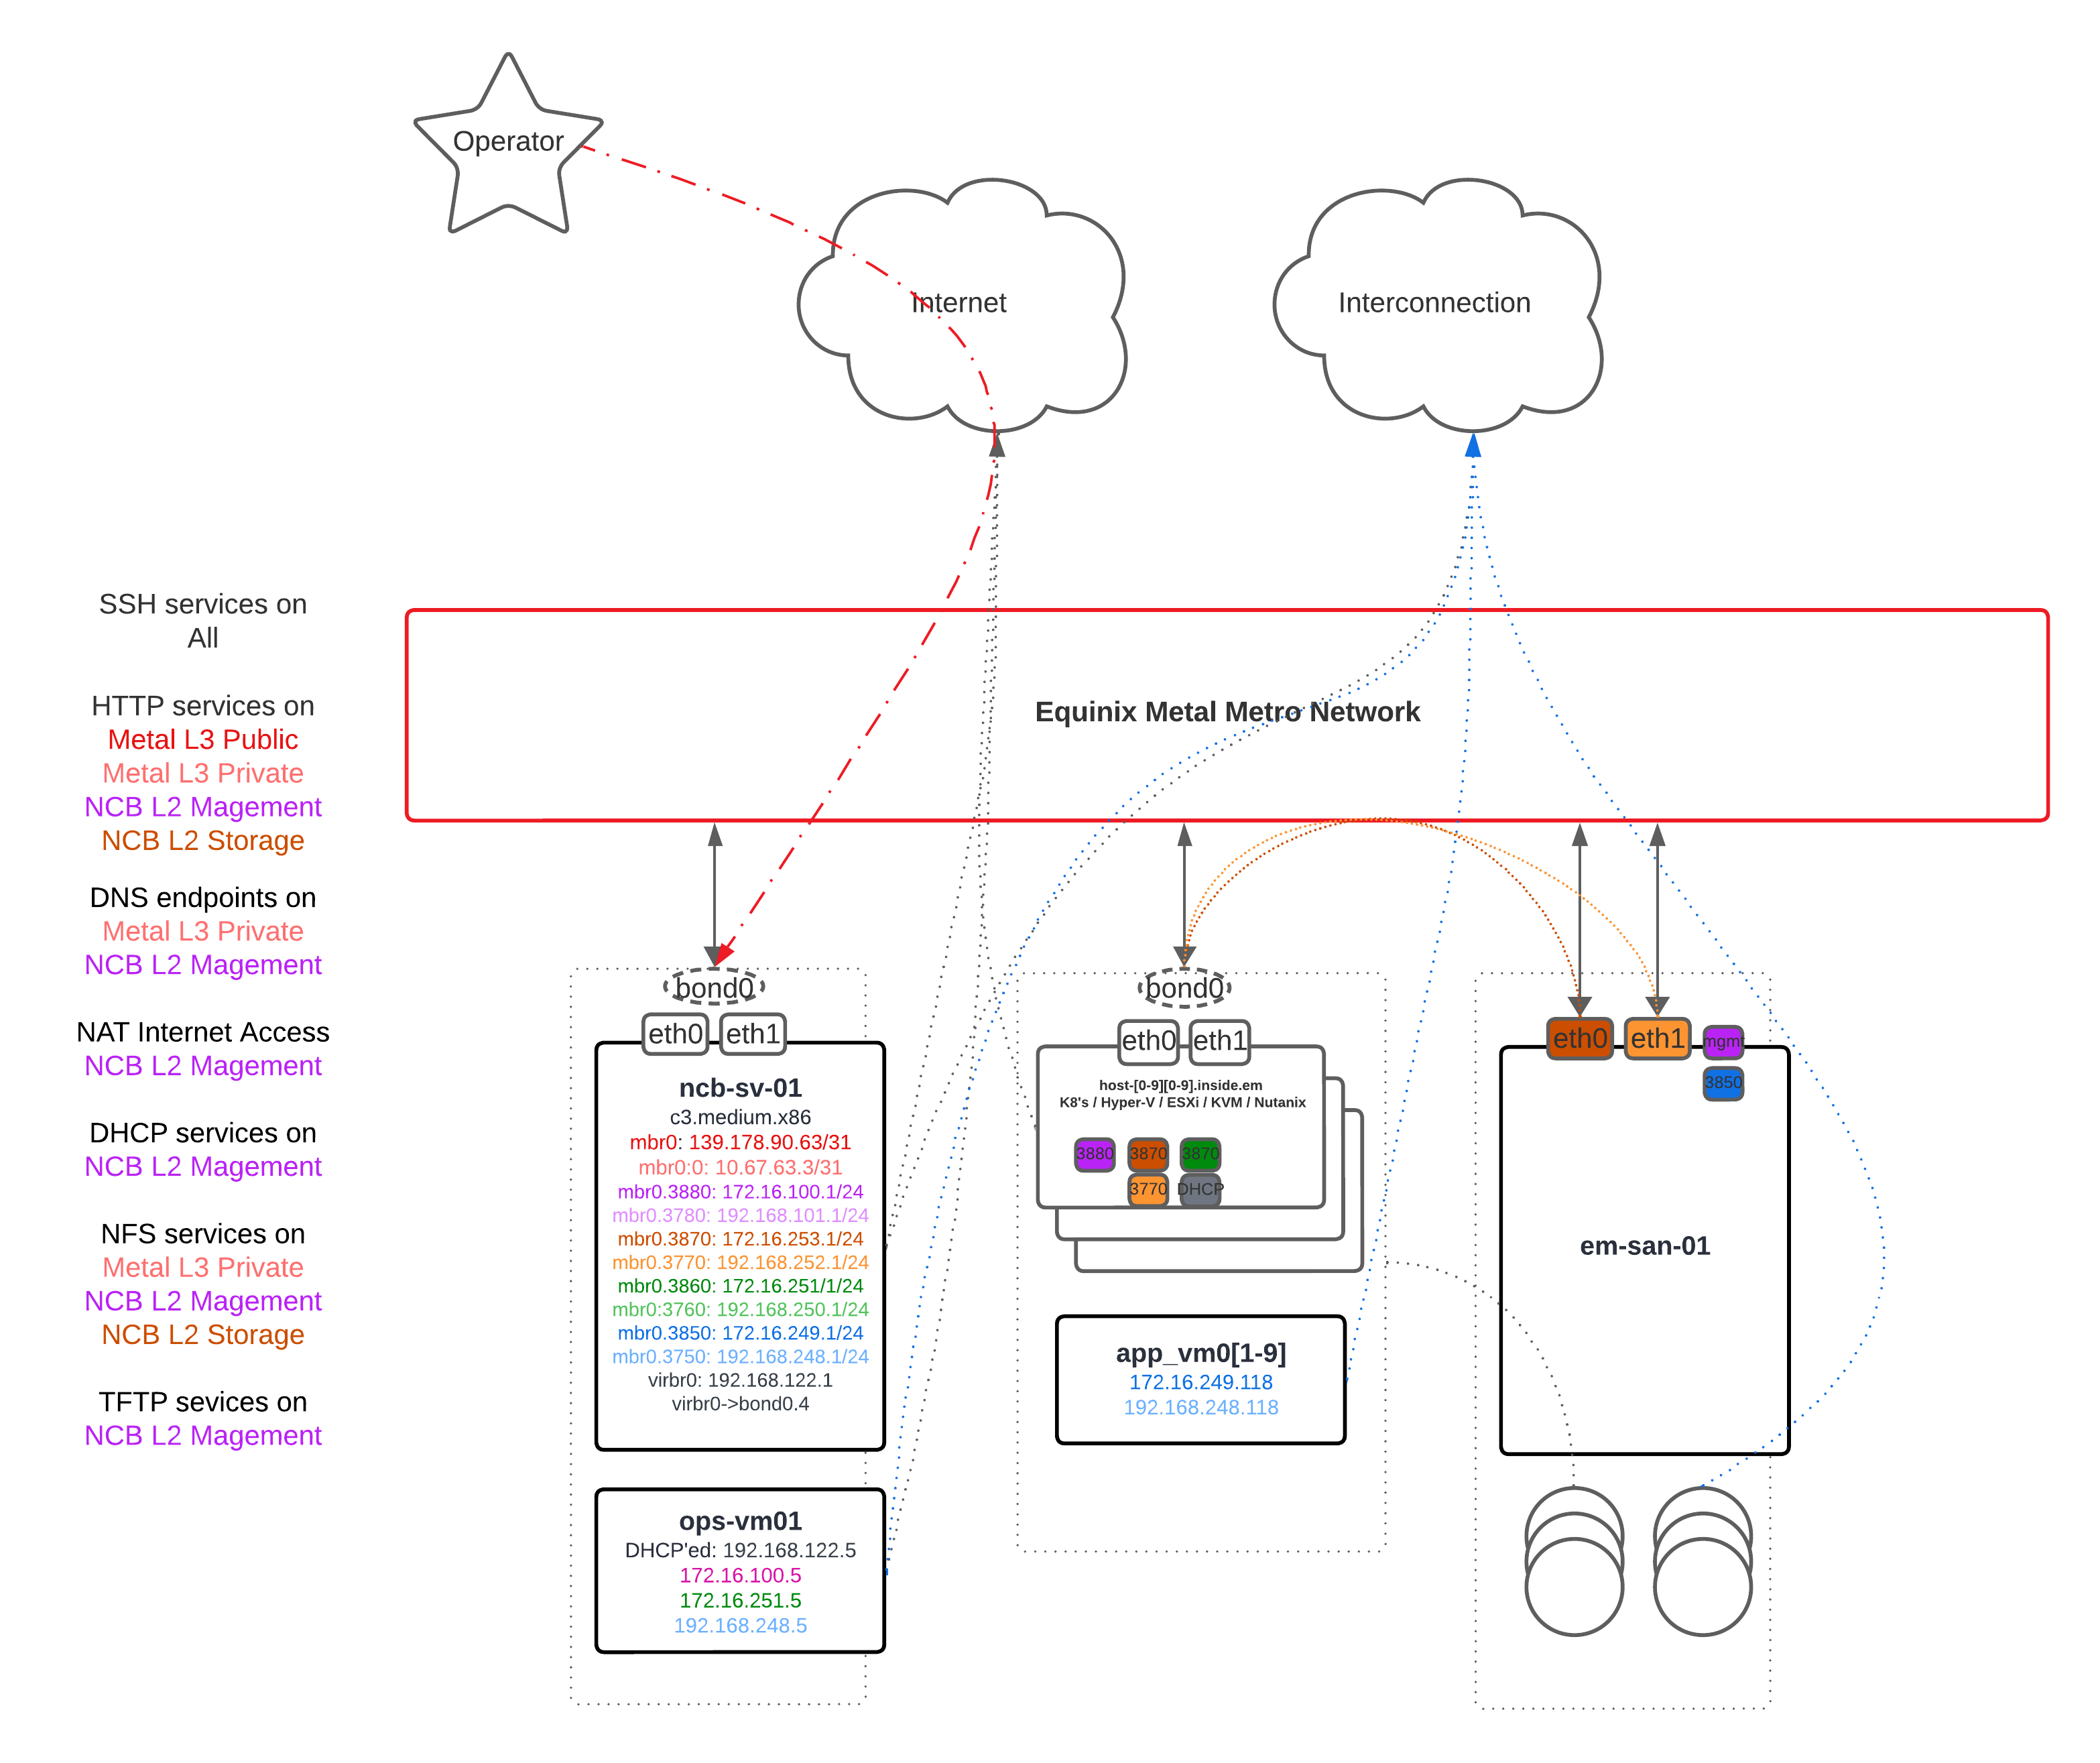 Operator
Internet
Interconnection
SSH services on
All
HTTP services on
Metal L3 Public
Metal L3 Private
NCB L2 Magement
NCB L2 Storage
DNS endpoints on
Metal L3 Private
NCB L2 Magement
NAT Internet Access
NCB L2 Magement
DHCP services on
NCB L2 Magement
NFS services on
Metal L3 Private
NCB L2 Magement
NCB L2 Storage
TFTP sevices on
NCB L2 Magement
Equinix Metal Metro Network
bond0
eth0 eth1
ncb-sv-01
c3.medium.x86
mbr0: 139.178.90.63/31
mbr0:0: 10.67.63.3/31
mbr0.3880: 172.16.100.1/24
mbr0.3780: 192.168.101.1/24
mbr0.3870: 172.16.253.1/24
mbr0.3770: 192.168.252.1/24
mbr0.3860: 172.16.251/1/24
mbr0:3760: 192.168.250.1/24
mbr0.3850: 172.16.249.1/24
mbr0.3750: 192.168.248.1/24
virbr0: 192.168.122.1
virbr0->bond0.4
ops-vm01
DHCP'ed: 192.168.122.5
172.16.100.5
172.16.251.5
192.168.248.5
bond0
eth0 eth1
host-[0-9][0-9].inside.em
K8's / Hyper-V / ESXi / KVM / Nutanix
3880 3870 3870
3770 DHCP
app_vm0[1-9]
172.16.249.118
192.168.248.118
eth0 eth1 mgmt
3850
em-san-01